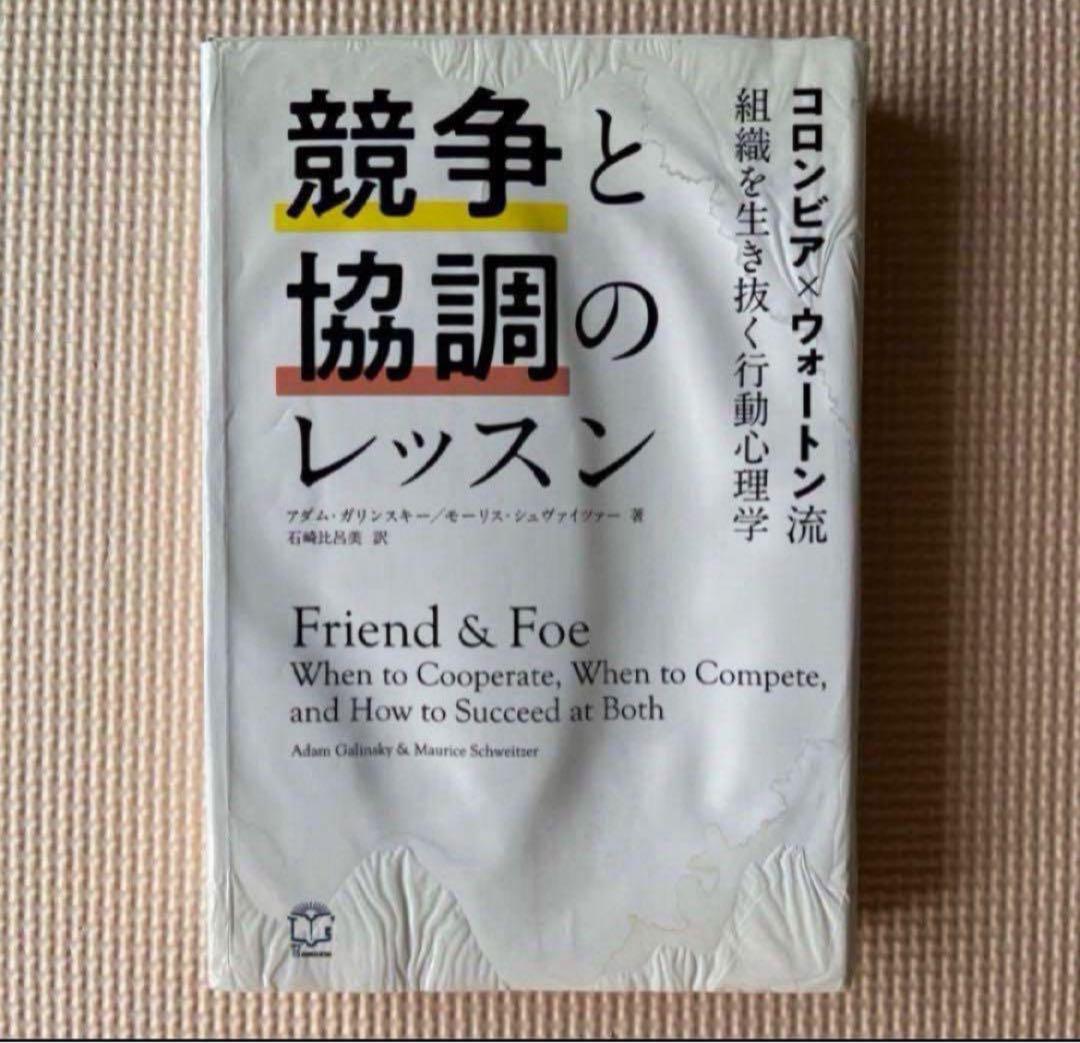 競争と
協調の
レッスン
アダム・ガリンスキー／モーリス・シュヴァイツァー 著
石崎比呂美 訳
コロンビア×ウォートン流
組織を生き抜く行動心理学
Friend & Foe
When to Cooperate, When to Compete,
and How to Succeed at Both
Adam Galinsky & Maurice Schweitzer